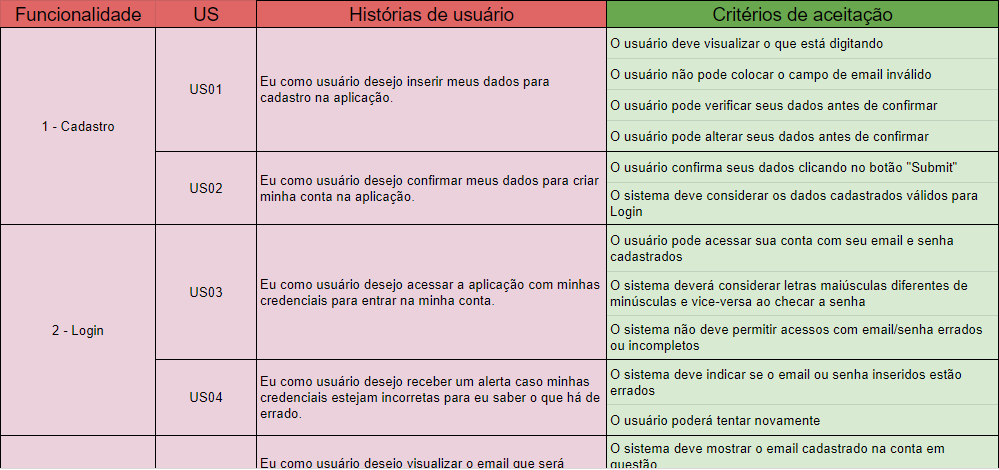 Funcionalidade US Histórias de usuário Critérios de aceitação
1 - Cadastro
US01
Eu como usuário desejo inserir meus dados para
cadastro na aplicação.
O usuário deve visualizar o que está digitando
O usuário não pode colocar o campo de email inválido
O usuário pode verificar seus dados antes de confirmar
O usuário pode alterar seus dados antes de confirmar
US02
Eu como usuário desejo confirmar meus dados para criar
minha conta na aplicação.
O usuário confirma seus dados clicando no botão "Submit"
O sistema deve considerar os dados cadastrados válidos para
Login
2 - Login
US03
Eu como usuário desejo acessar a aplicação com minhas
credenciais para entrar na minha conta.
O usuário pode acessar sua conta com seu email e senha
cadastrados
O sistema deverá considerar letras maiúsculas diferentes de
minúsculas e vice-versa ao checar a senha
O sistema não deve permitir acessos com email/senha errados
ou incompletos
US04
Eu como usuário desejo receber um alerta caso minhas
credenciais estejam incorretas para eu saber o que há de
errado.
O sistema deve indicar se o email ou senha inseridos estão
errados
O usuário poderá tentar novamente
Eu como usuário desejo visualizar o email que será
O sistema deve mostrar o email cadastrado na conta em
questão